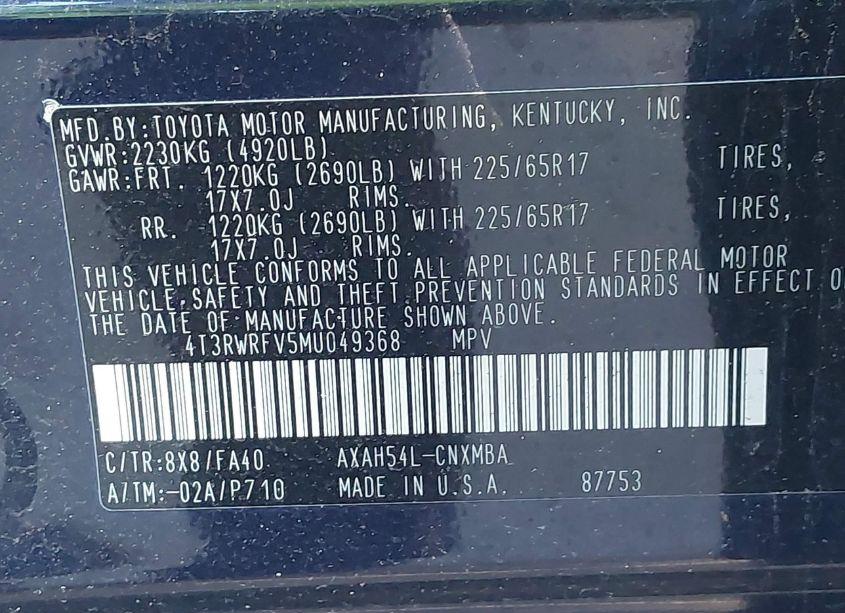 MFD.BY:TOYOTA MOTOR MANUFACTURING, KENTUCKY, INC.
GVWR:2230KG (4920LB)
GAWR:FRT. 1220KG (2690LB) WITH 225/65R17 TIRES,
17X7.0J RIMS.
RR. 1220KG (2690LB) WITH 225/65R17 TIRES,
17X7.0J RIMS.
THIS VEHICLE CONFORMS TO ALL APPLICABLE FEDERAL MOTOR
VEHICLE,SAFETY AND THEFT PREVENTION STANDARDS IN EFFECT
THE DATE OF MANUFACTURE SHOWN ABOVE.
4T3RWRFV5MU049368 MPV
C/TR:8X8/FA40 AXAH54L-CNXMBA
A/TM:-02A/P710 MADE IN U.S.A. 87753